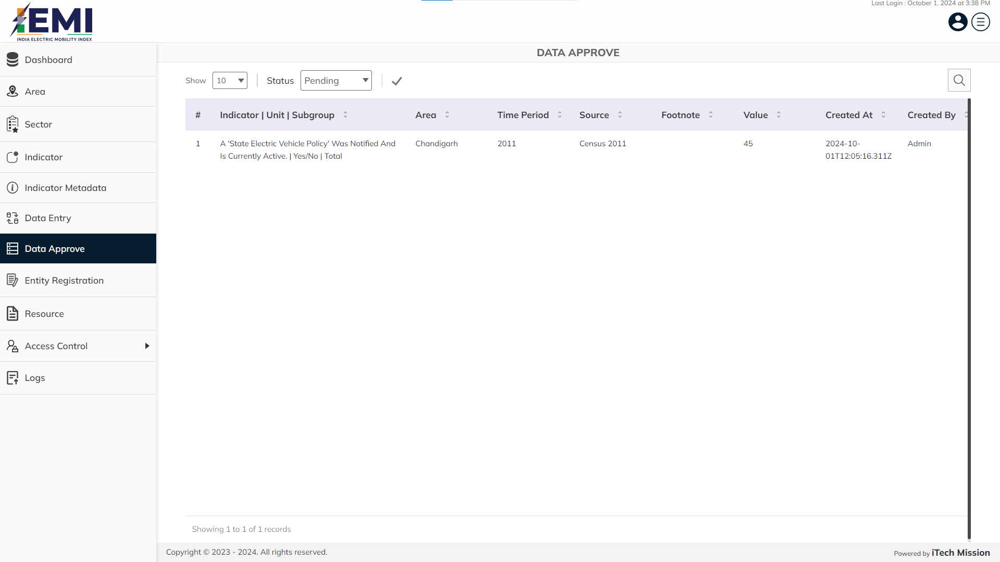 Last Login : October 1, 2024 at 3:38 PM
EMI
INDIA ELECTRIC MOBILITY INDEX
Dashboard
Area
Sector
Indicator
Indicator Metadata
Data Entry
Data Approve
Entity Registration
Resource
Access Control
Logs
DATA APPROVE
Show 10 Status Pending
# Indicator | Unit | Subgroup Area Time Period Source Footnote Value Created At Created By
1 A 'State Electric Vehicle Policy' Was Notified And Chandigarh 2011 Census 2011 45 2024-10- Admin
Is Currently Active. | Yes/No | Total 01T12:05:16.311Z
Showing 1 to 1 of 1 records
Copyright © 2023 - 2024. All rights reserved.
Powered by iTech Mission